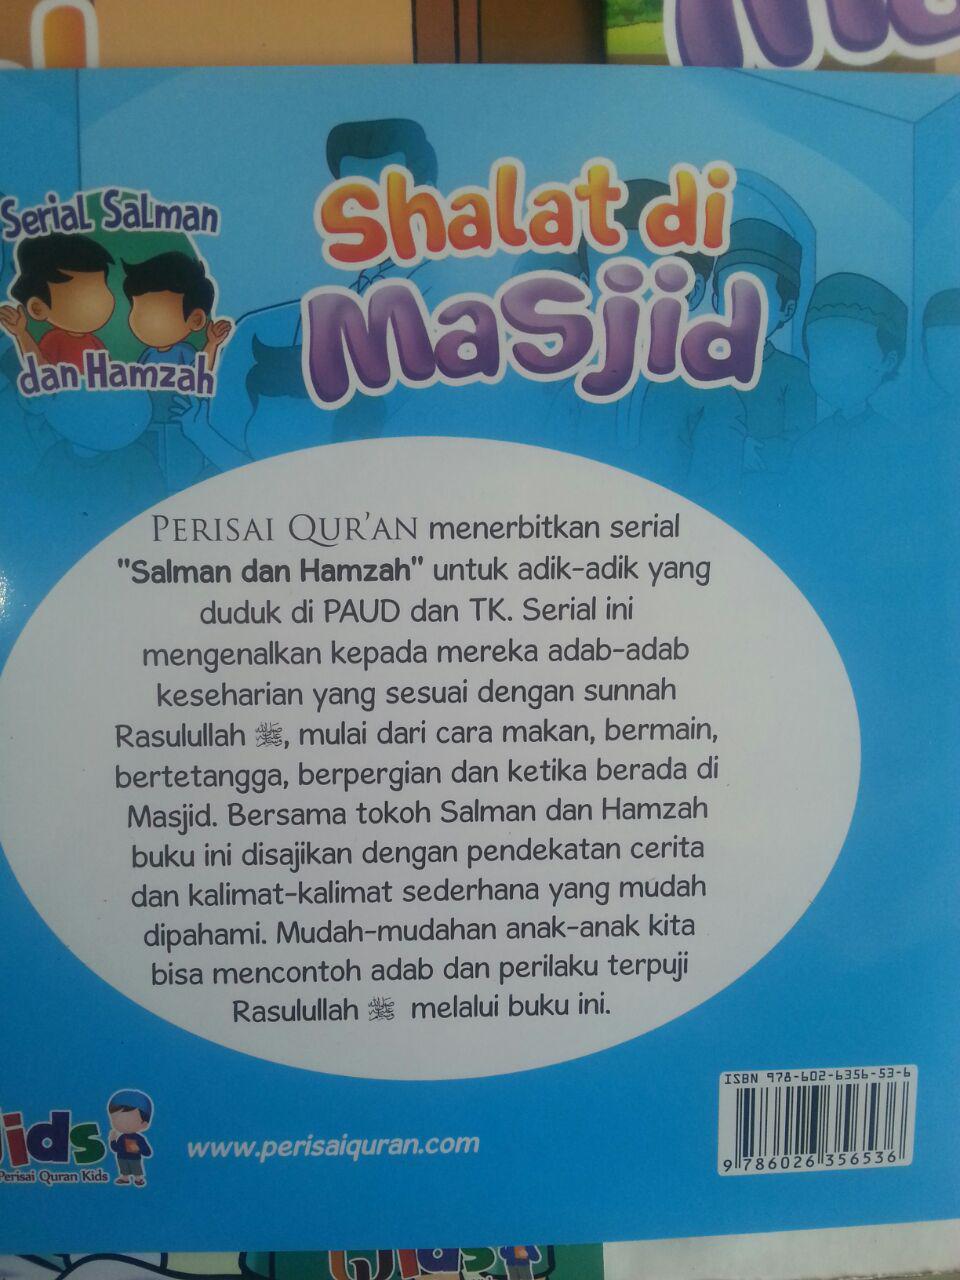 Serial Salman
dan Hamzah
Shalat di
Masjid
PERISAI QUR'AN menerbitkan serial
"Salman dan Hamzah" untuk adik-adik yang
duduk di PAUD dan TK. Serial ini
mengenalkan kepada mereka adab-adab
keseharian yang sesuai dengan sunnah
Rasulullah ﷺ, mulai dari cara makan, bermain,
bertetangga, berpergian dan ketika berada di
Masjid. Bersama tokoh Salman dan Hamzah
buku ini disajikan dengan pendekatan cerita
dan kalimat-kalimat sederhana yang mudah
dipahami. Mudah-mudahan anak-anak kita
bisa mencontoh adab dan perilaku terpuji
Rasulullah ﷺ melalui buku ini.
ids
Perisai Quran Kids
www.perisaiquran.com
ISBN 978-602-6356-53-6
9 786026 356536